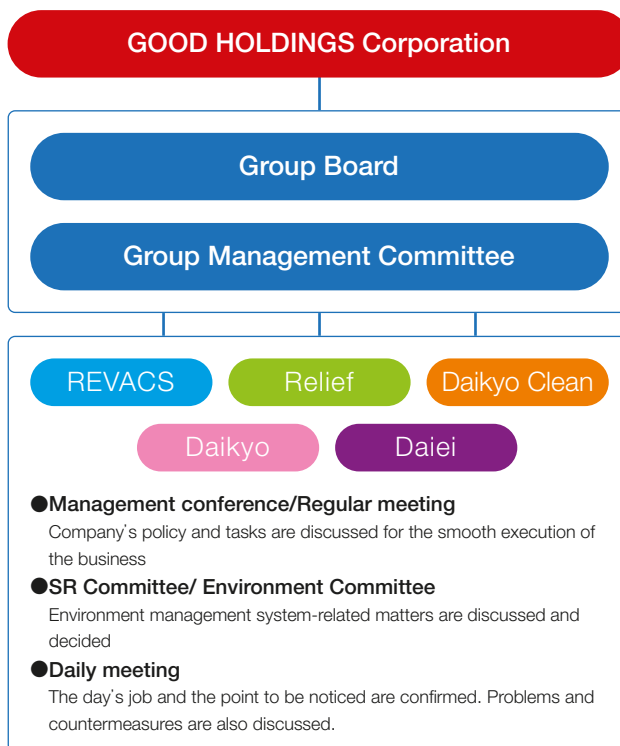 GOOD HOLDINGS Corporation
Group Board
Group Management Committee
REVACS
Relief
Daikyo Clean
Daikyo
Daiei
●Management conference/Regular meeting
Company`s policy and tasks are discussed for the smooth execution of
the business
●SR Committee/ Environment Committee
Environment management system-related matters are discussed and
decided
●Daily meeting
The day`s job and the point to be noticed are confirmed. Problems and
countermeasures are also discussed.